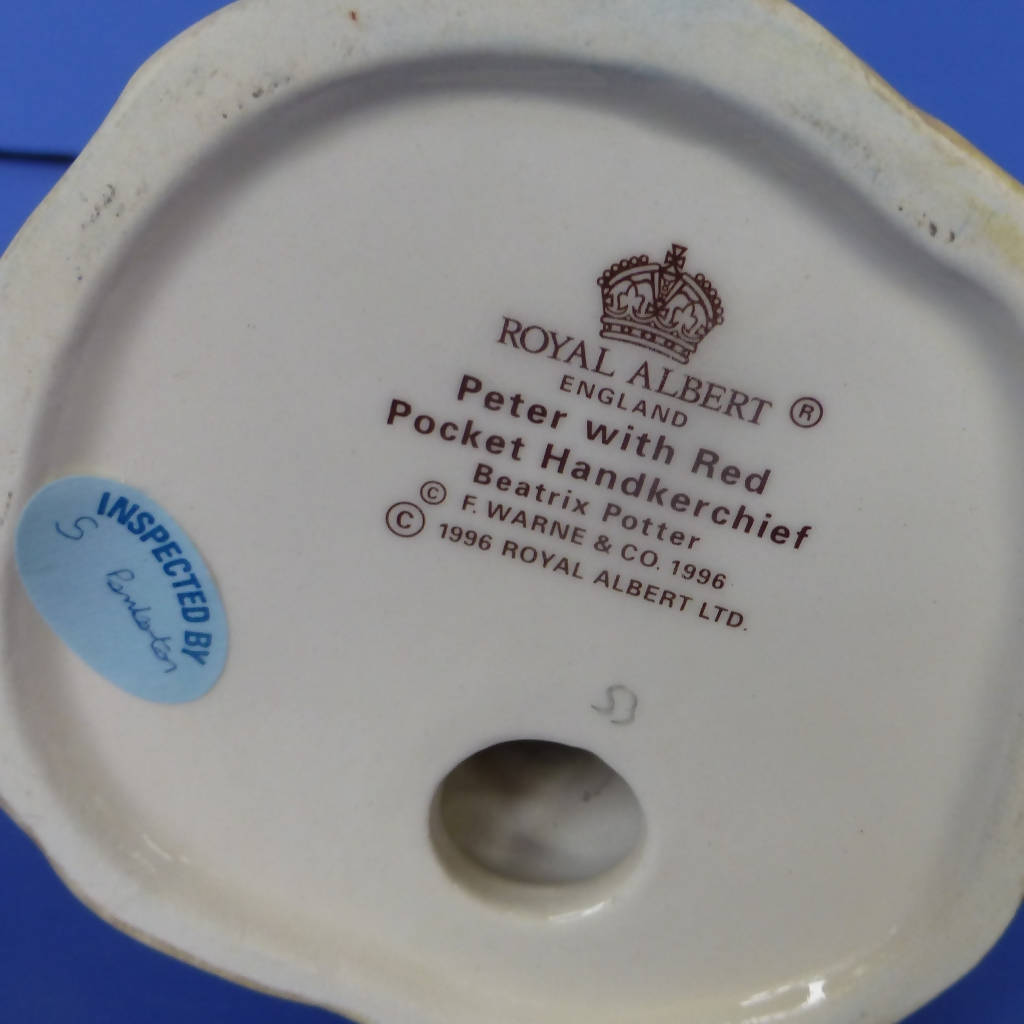 ROYAL ALBERT ®
ENGLAND
Peter with Red
Pocket Handkerchief
Beatrix Potter
© F. WARNE & CO. 1996
© 1996 ROYAL ALBERT LTD.
INSPECTED BY
S
53